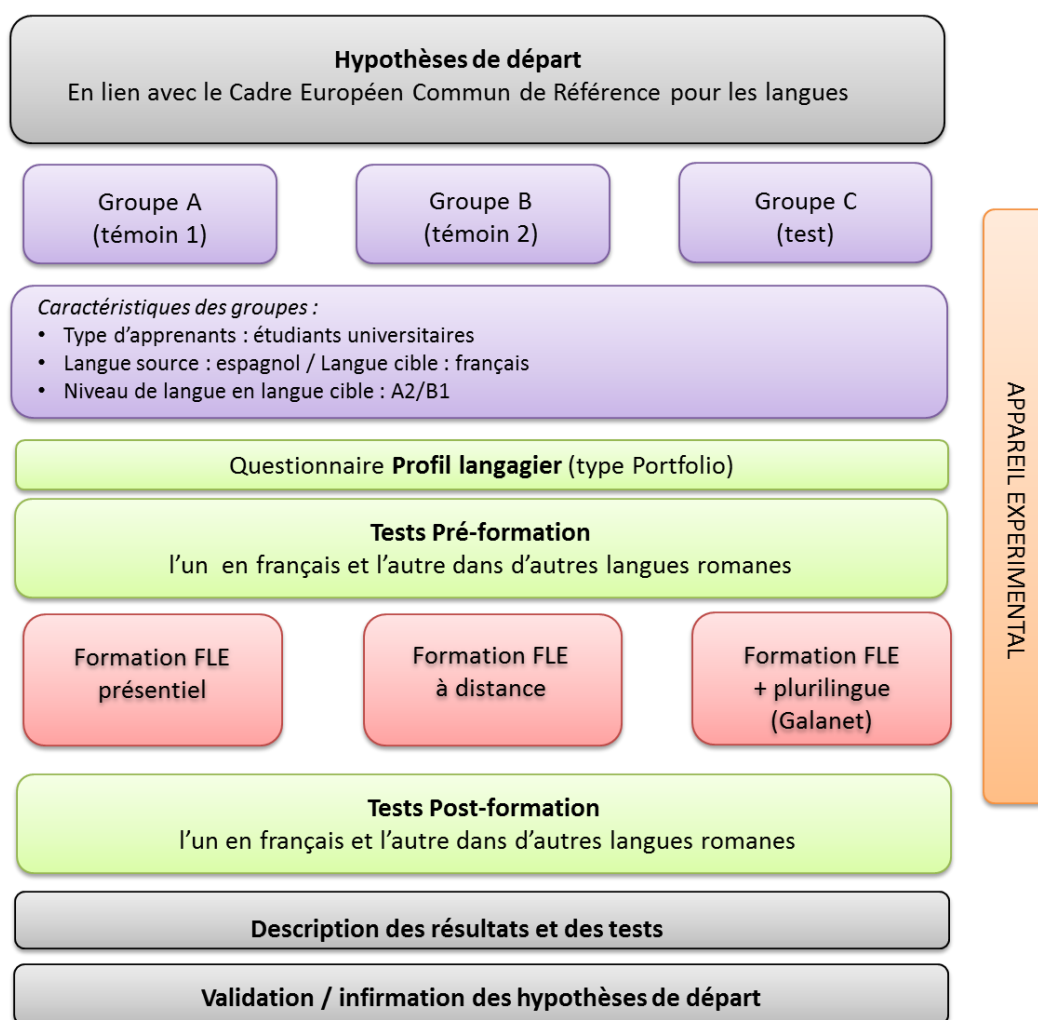 Hypothèses de départ
En lien avec le Cadre Européen Commun de Référence pour les langues
Groupe A
(témoin 1)
Groupe B
(témoin 2)
Groupe C
(test)
Caractéristiques des groupes :
• Type d’apprenants : étudiants universitaires
• Langue source : espagnol / Langue cible : français
• Niveau de langue en langue cible : A2/B1
Questionnaire Profil langagier (type Portfolio)
Tests Pré-formation
l’un en français et l’autre dans d’autres langues romanes
Formation FLE
présentiel
Formation FLE
à distance
Formation FLE
+ plurilingue
(Galanet)
Tests Post-formation
l’un en français et l’autre dans d’autres langues romanes
Description des résultats et des tests
Validation / infirmation des hypothèses de départ
APPAREIL EXPERIMENTAL